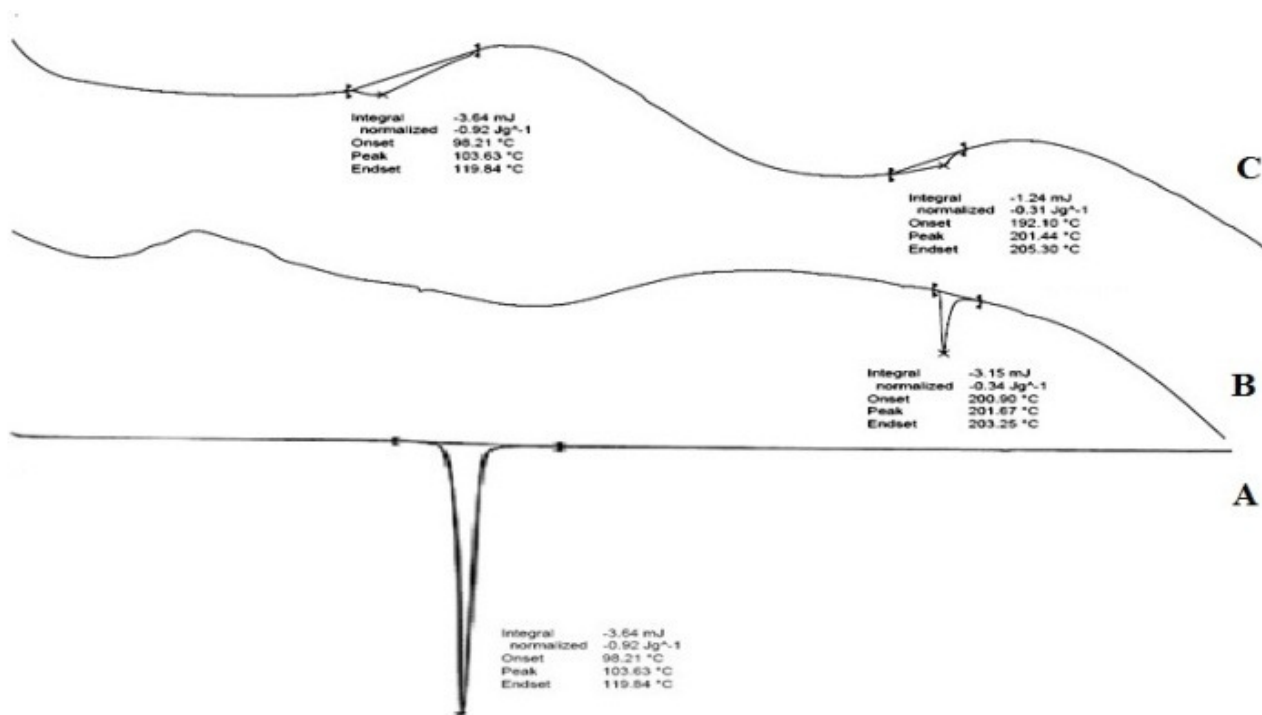 Integral -3.64 mJ
normalized -0.92 Jg^-1
Onset 98.21 °C
Peak 103.63 °C
Endset 119.84 °C
C
Integral -1.24 mJ
normalized -0.31 Jg^-1
Onset 192.10 °C
Peak 201.44 °C
Endset 205.30 °C
B
Integral -3.15 mJ
normalized -0.34 Jg^-1
Onset 200.90 °C
Peak 201.67 °C
Endset 203.25 °C
A
Integral -3.64 mJ
normalized -0.92 Jg^-1
Onset 98.21 °C
Peak 103.63 °C
Endset 119.84 °C